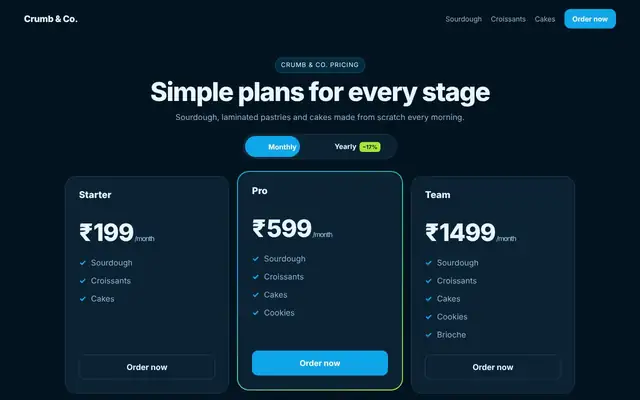 Crumb & Co.
Sourdough Croissants Cakes Order now
CRUMB & CO. PRICING
Simple plans for every stage
Sourdough, laminated pastries and cakes made from scratch every morning.
Monthly
Yearly −17%
Starter
₹199 /month
Sourdough
Croissants
Cakes
Order now
Pro
₹599 /month
Sourdough
Croissants
Cakes
Cookies
Order now
Team
₹1499 /month
Sourdough
Croissants
Cakes
Cookies
Brioche
Order now